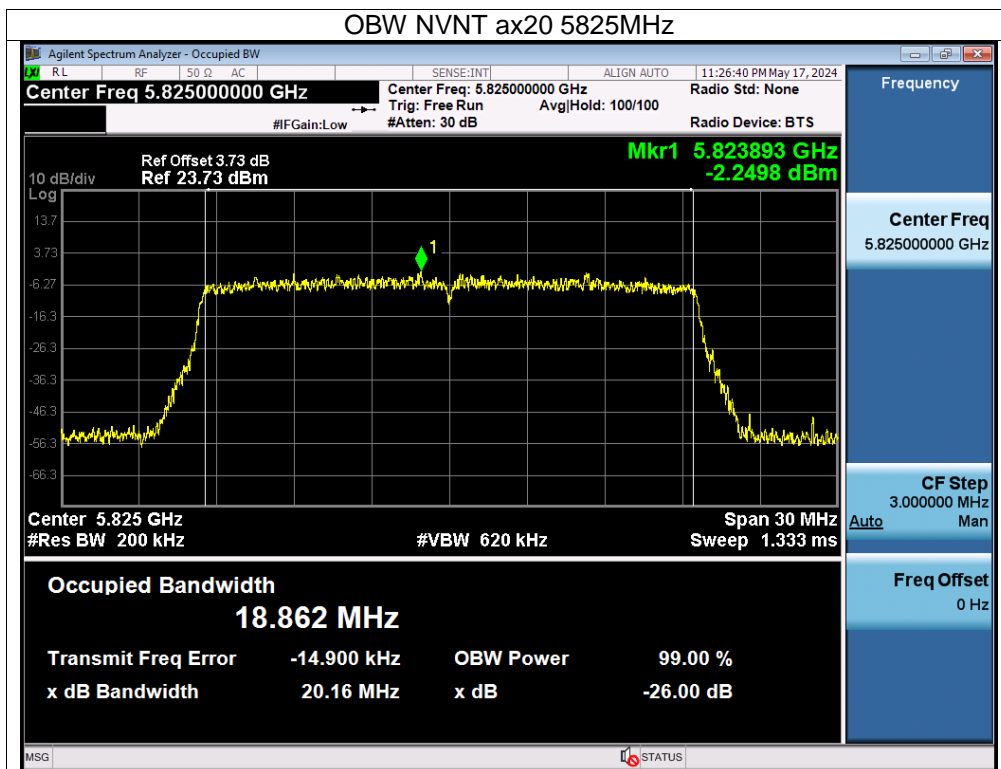 OBW NVNT ax20 5825MHz
Agilent Spectrum Analyzer - Occupied BW
LXI RL RF 50 Ω AC SENSE:INT ALIGN AUTO 11:26:40 PM May 17, 2024
Center Freq 5.825000000 GHz
Center Freq: 5.825000000 GHz
Radio Std: None
Trig: Free Run Avg|Hold: 100/100
#IFGain:Low #Atten: 30 dB Radio Device: BTS
Frequency
Mkr1 5.823893 GHz
-2.2498 dBm
Ref Offset 3.73 dB
10 dB/div Ref 23.73 dBm
Log
13.7
3.73
-6.27
-16.3
-26.3
-36.3
-46.3
-56.3
-66.3
1
Center 5.825 GHz Span 30 MHz
#Res BW 200 kHz #VBW 620 kHz Sweep 1.333 ms
Center Freq
5.825000000 GHz
CF Step
3.000000 MHz
Auto Man
Freq Offset
0 Hz
Occupied Bandwidth
18.862 MHz
Transmit Freq Error -14.900 kHz OBW Power 99.00 %
x dB Bandwidth 20.16 MHz x dB -26.00 dB
MSG STATUS